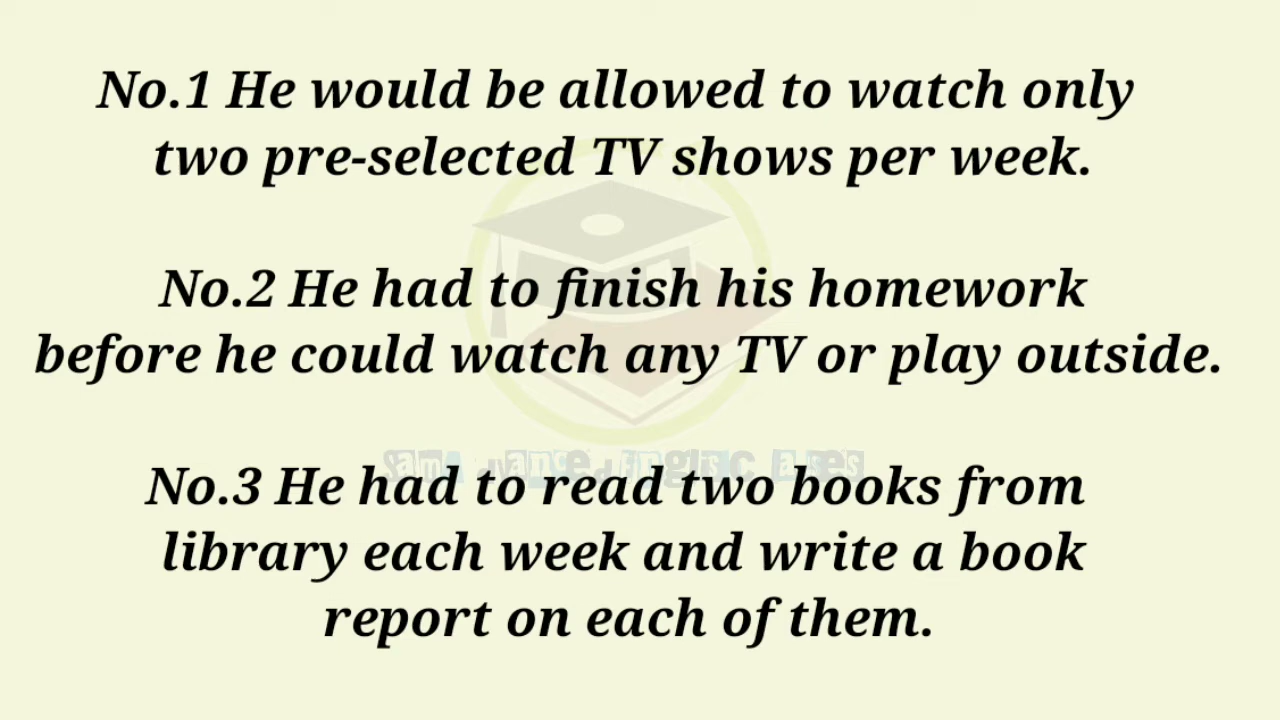 No.1 He would be allowed to watch only
two pre-selected TV shows per week.
No.2 He had to finish his homework
before he could watch any TV or play outside.
No.3 He had to read two books from
library each week and write a book
report on each of them.